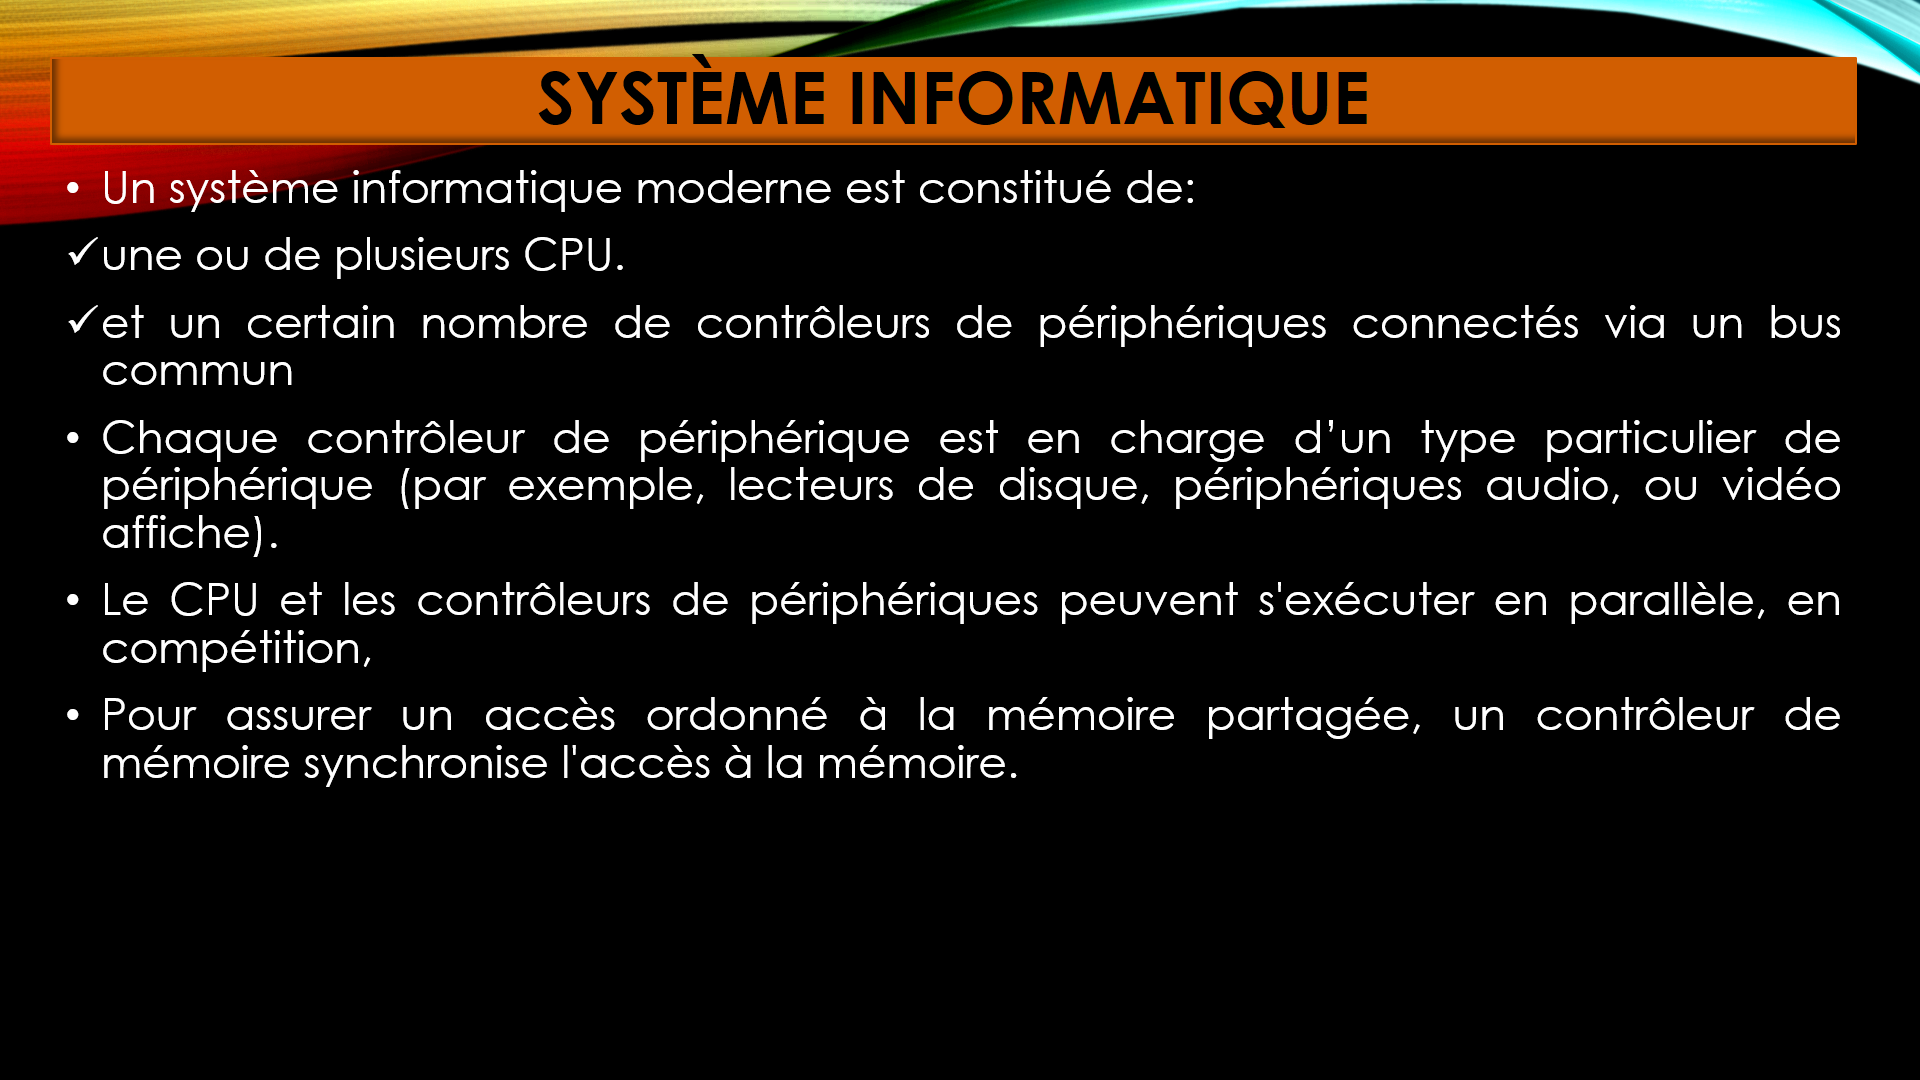 SYSTÈME INFORMATIQUE
• Un système informatique moderne est constitué de:
✓une ou de plusieurs CPU.
✓et un certain nombre de contrôleurs de périphériques connectés via un bus
commun
• Chaque contrôleur de périphérique est en charge d’un type particulier de
périphérique (par exemple, lecteurs de disque, périphériques audio, ou vidéo
affiche).
• Le CPU et les contrôleurs de périphériques peuvent s'exécuter en parallèle, en
compétition,
• Pour assurer un accès ordonné à la mémoire partagée, un contrôleur de
mémoire synchronise l'accès à la mémoire.